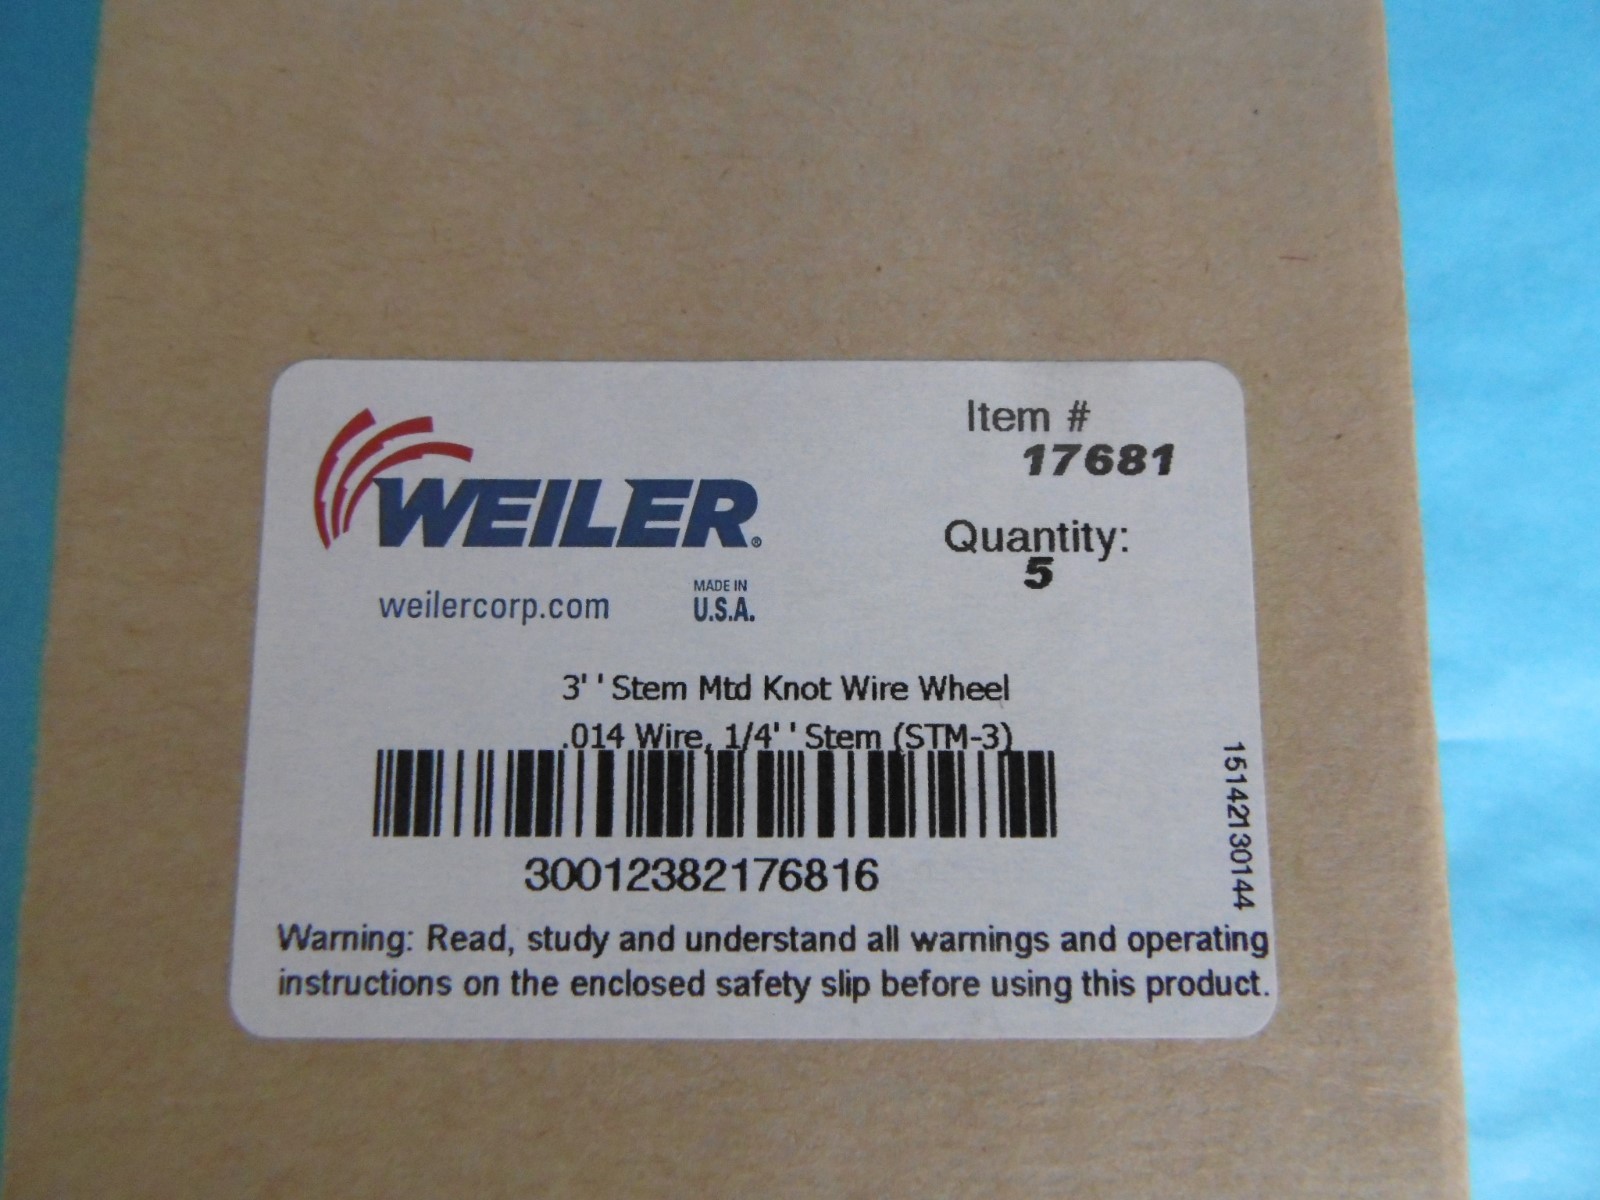 WEILER®
weilercorp.com
MADE IN
U.S.A.
Item #
17681
Quantity:
5
3'' Stem Mtd Knot Wire Wheel
.014 Wire, 1/4'' Stem (STM-3)
30012382176816
15142130144
Warning: Read, study and understand all warnings and operating
instructions on the enclosed safety slip before using this product.